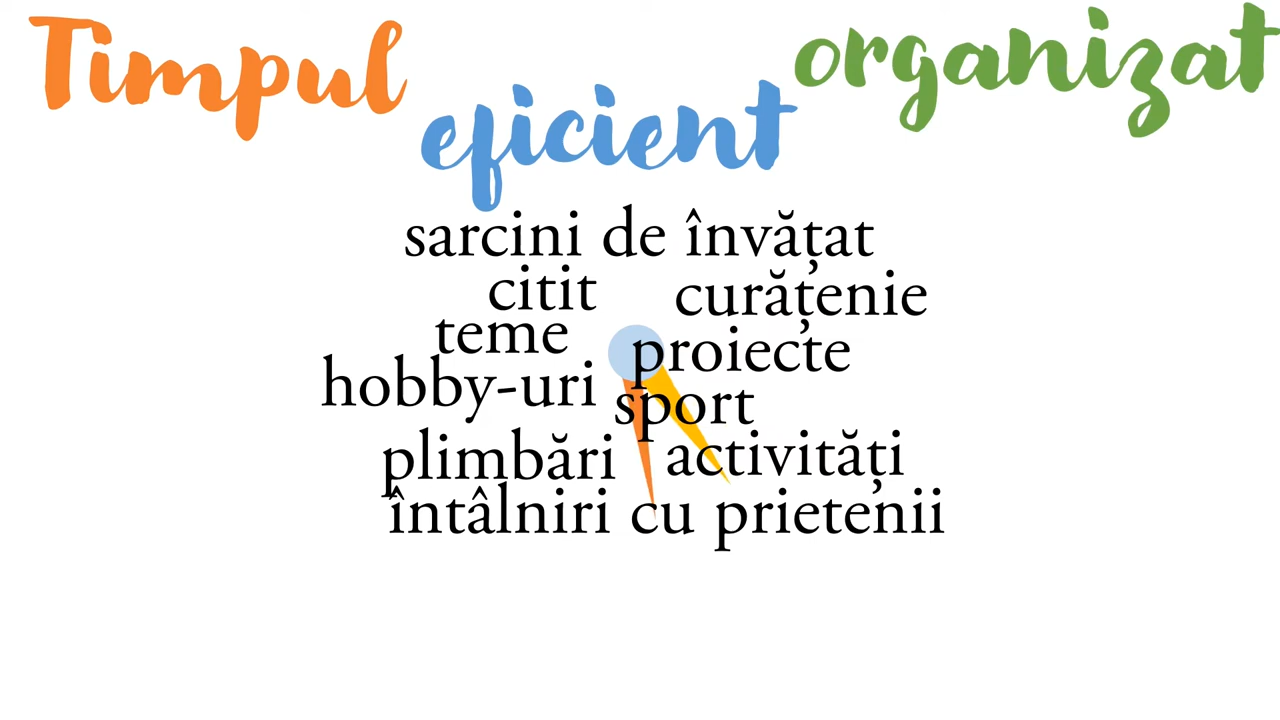 Timpul
eficient
organizat
sarcini de învățat
citit
curățenie
teme
proiecte
hobby-uri
sport
plimbări
activități
întâlniri cu prietenii